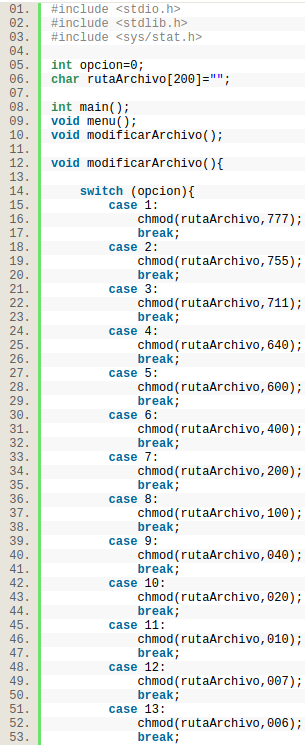 01. #include <stdio.h>
02. #include <stdlib.h>
03. #include <sys/stat.h>
04.
05. int opcion=0;
06. char rutaArchivo[200]="";
07.
08. int main();
09. void menu();
10. void modificarArchivo();
11.
12. void modificarArchivo(){
13.
14. switch (opcion){
15. case 1:
16. chmod(rutaArchivo,777);
17. break;
18. case 2:
19. chmod(rutaArchivo,755);
20. break;
21. case 3:
22. chmod(rutaArchivo,711);
23. break;
24. case 4:
25. chmod(rutaArchivo,640);
26. break;
27. case 5:
28. chmod(rutaArchivo,600);
29. break;
30. case 6:
31. chmod(rutaArchivo,400);
32. break;
33. case 7:
34. chmod(rutaArchivo,200);
35. break;
36. case 8:
37. chmod(rutaArchivo,100);
38. break;
39. case 9:
40. chmod(rutaArchivo,040);
41. break;
42. case 10:
43. chmod(rutaArchivo,020);
44. break;
45. case 11:
46. chmod(rutaArchivo,010);
47. break;
48. case 12:
49. chmod(rutaArchivo,007);
50. break;
51. case 13:
52. chmod(rutaArchivo,006);
53. break;